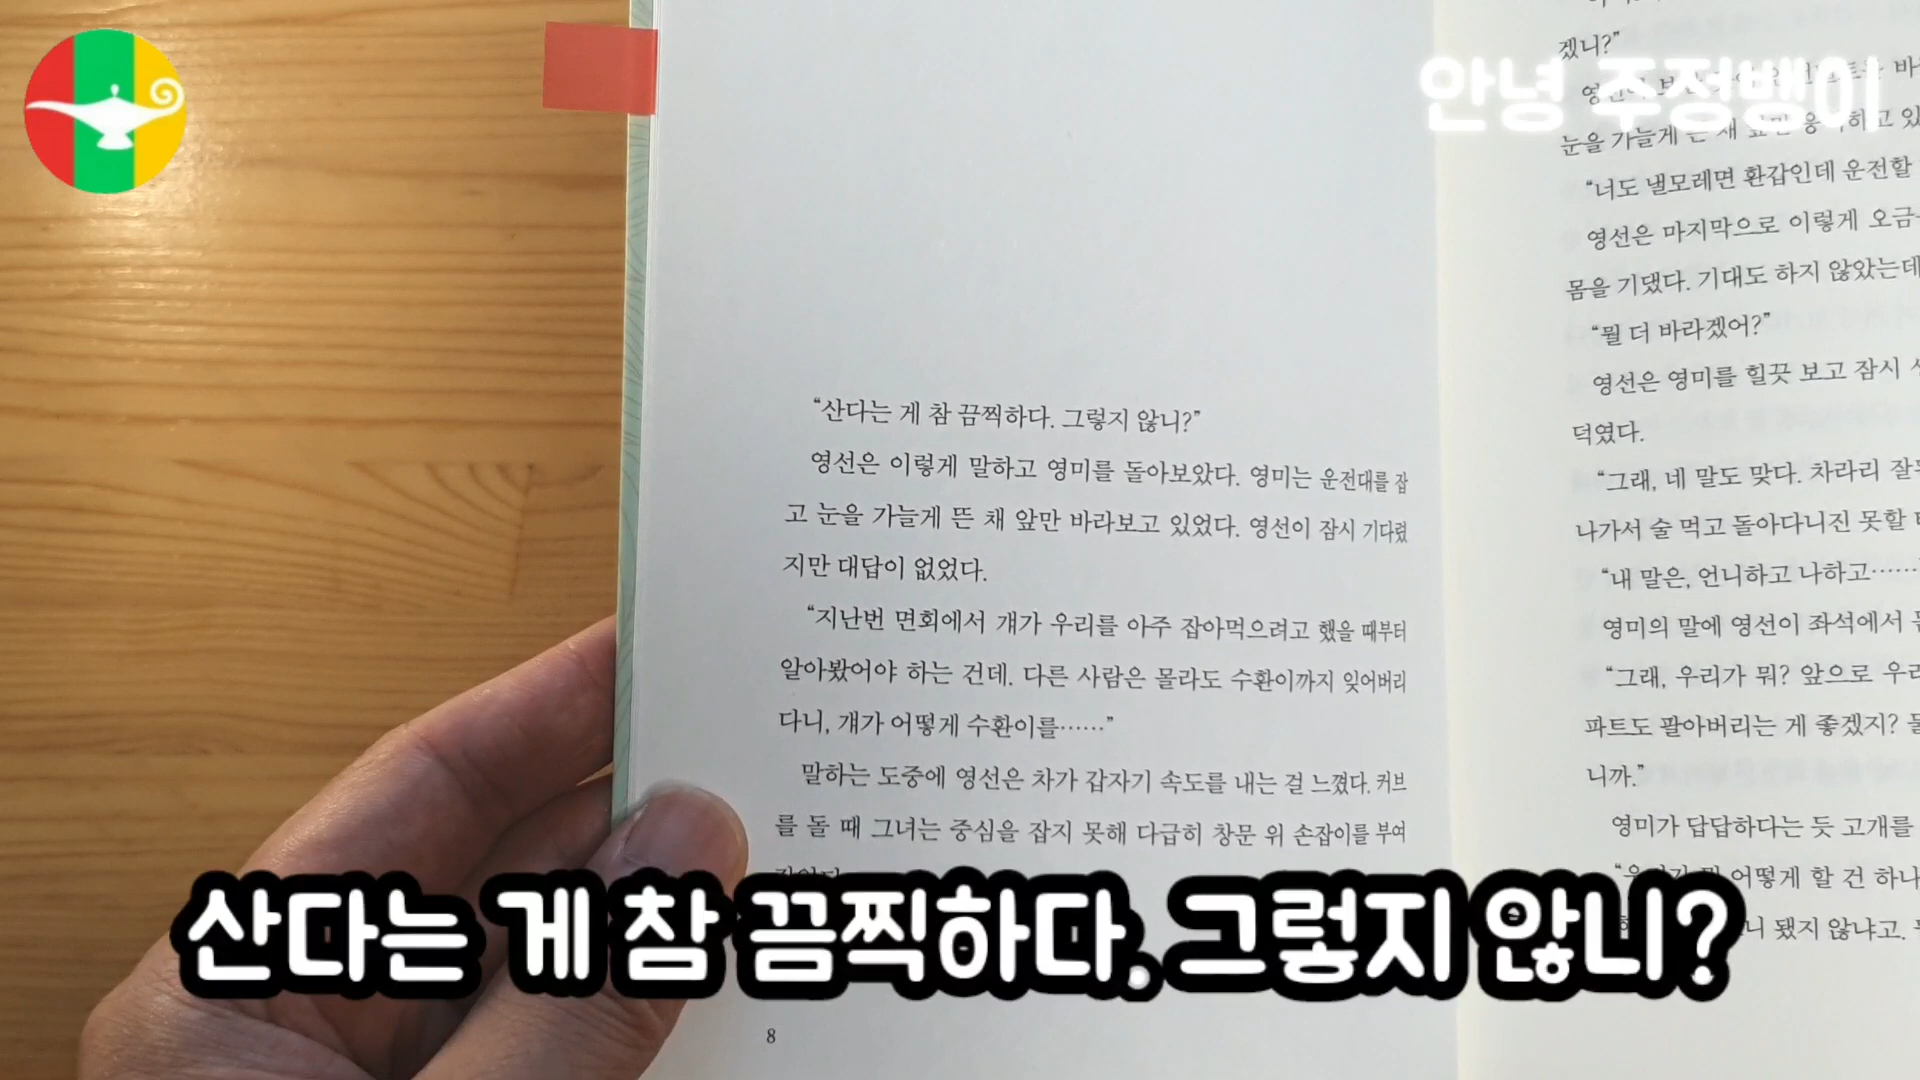 안녕 주정뱅이
“산다는 게 참 끔찍하다. 그렇지 않니?”
영선은 이렇게 말하고 영미를 돌아보았다. 영미는 운전대를 잡
고 눈을 가늘게 뜬 채 앞만 바라보고 있었다. 영선이 잠시 기다렸
지만 대답이 없었다.
“지난번 면회에서 걔가 우리를 아주 잡아먹으려고 했을 때부터
알아봤어야 하는 건데. 다른 사람은 몰라도 수환이까지 잊어버리
다니, 걔가 어떻게 수환이를……”
말하는 도중에 영선은 차가 갑자기 속도를 내는 걸 느꼈다. 커브
를 돌 때 그녀는 중심을 잡지 못해 다급히 창문 위 손잡이를 부여
8
겠니?”
눈을 가늘게 뜬 채 앞만
“너도 낼모레면 환갑인데 운전할
영선은 마지막으로 이렇게 오금
몸을 기댔다. 기대도 하지 않았는데
“뭘 더 바라겠어?”
영선은 영미를 힐끗 보고 잠시
덕였다.
“그래, 네 말도 맞다. 차라리
나가서 술 먹고 돌아다니진 못할
“내 말은, 언니하고 나하고……
영미의 말에 영선이 좌석에서
“그래, 우리가 뭐? 앞으로
파트도 팔아버리는 게 좋겠지?
니까.”
영미가 답답하다는 듯 고개를
어떻게 할 건
됐지 않냐고.
산다는 게 참 끔찍하다. 그렇지 않니?